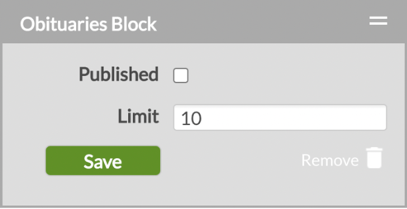 Obituaries Block
Published
Limit 10
Save Remove